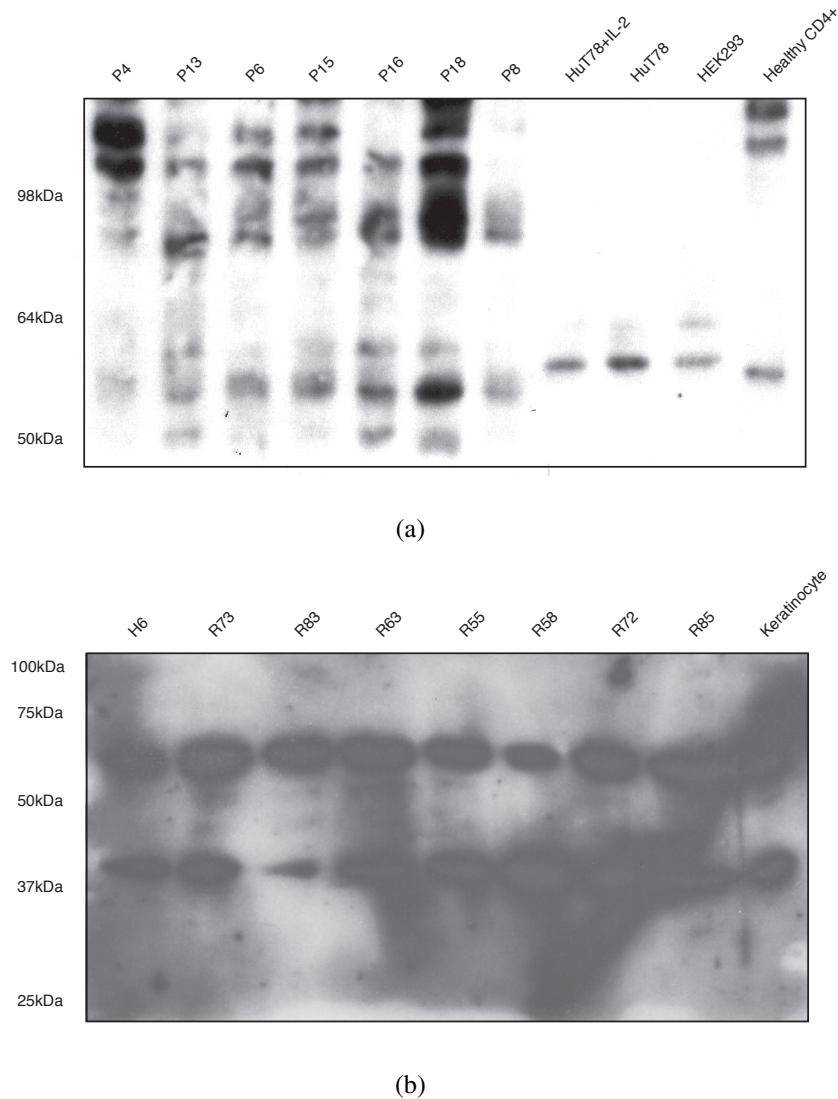 P4 P13 P6 P15 P16 P18 P8 HuT78+IL-2 HuT78 HEK293 Healthy CD4+
98kDa
64kDa
50kDa
(a)
H6 R73 R83 R63 R55 R58 R72 R85 Keratinocyte
100kDa
75kDa
50kDa
37kDa
25kDa
(b)